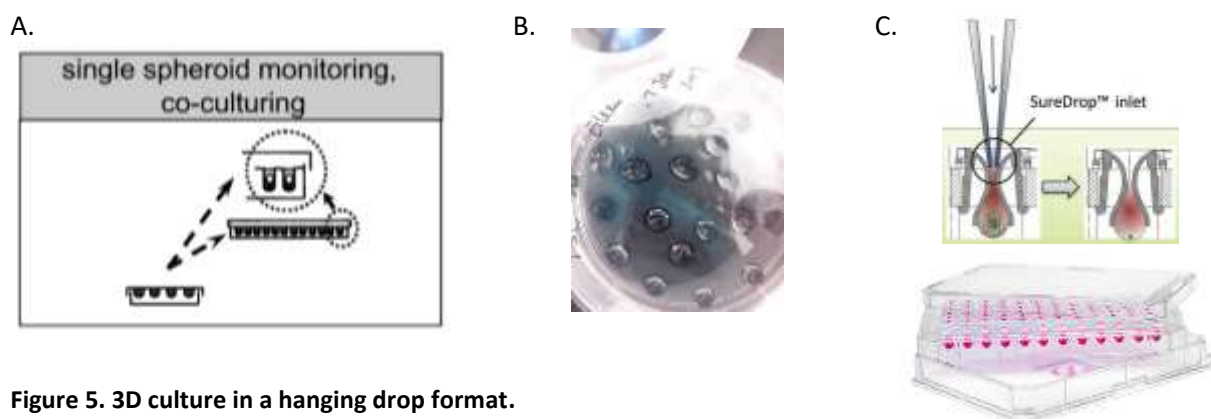 A.
B.
C.
single spheroid monitoring,
co-culturing
SureDrop™ inlet
Figure 5. 3D culture in a hanging drop format.